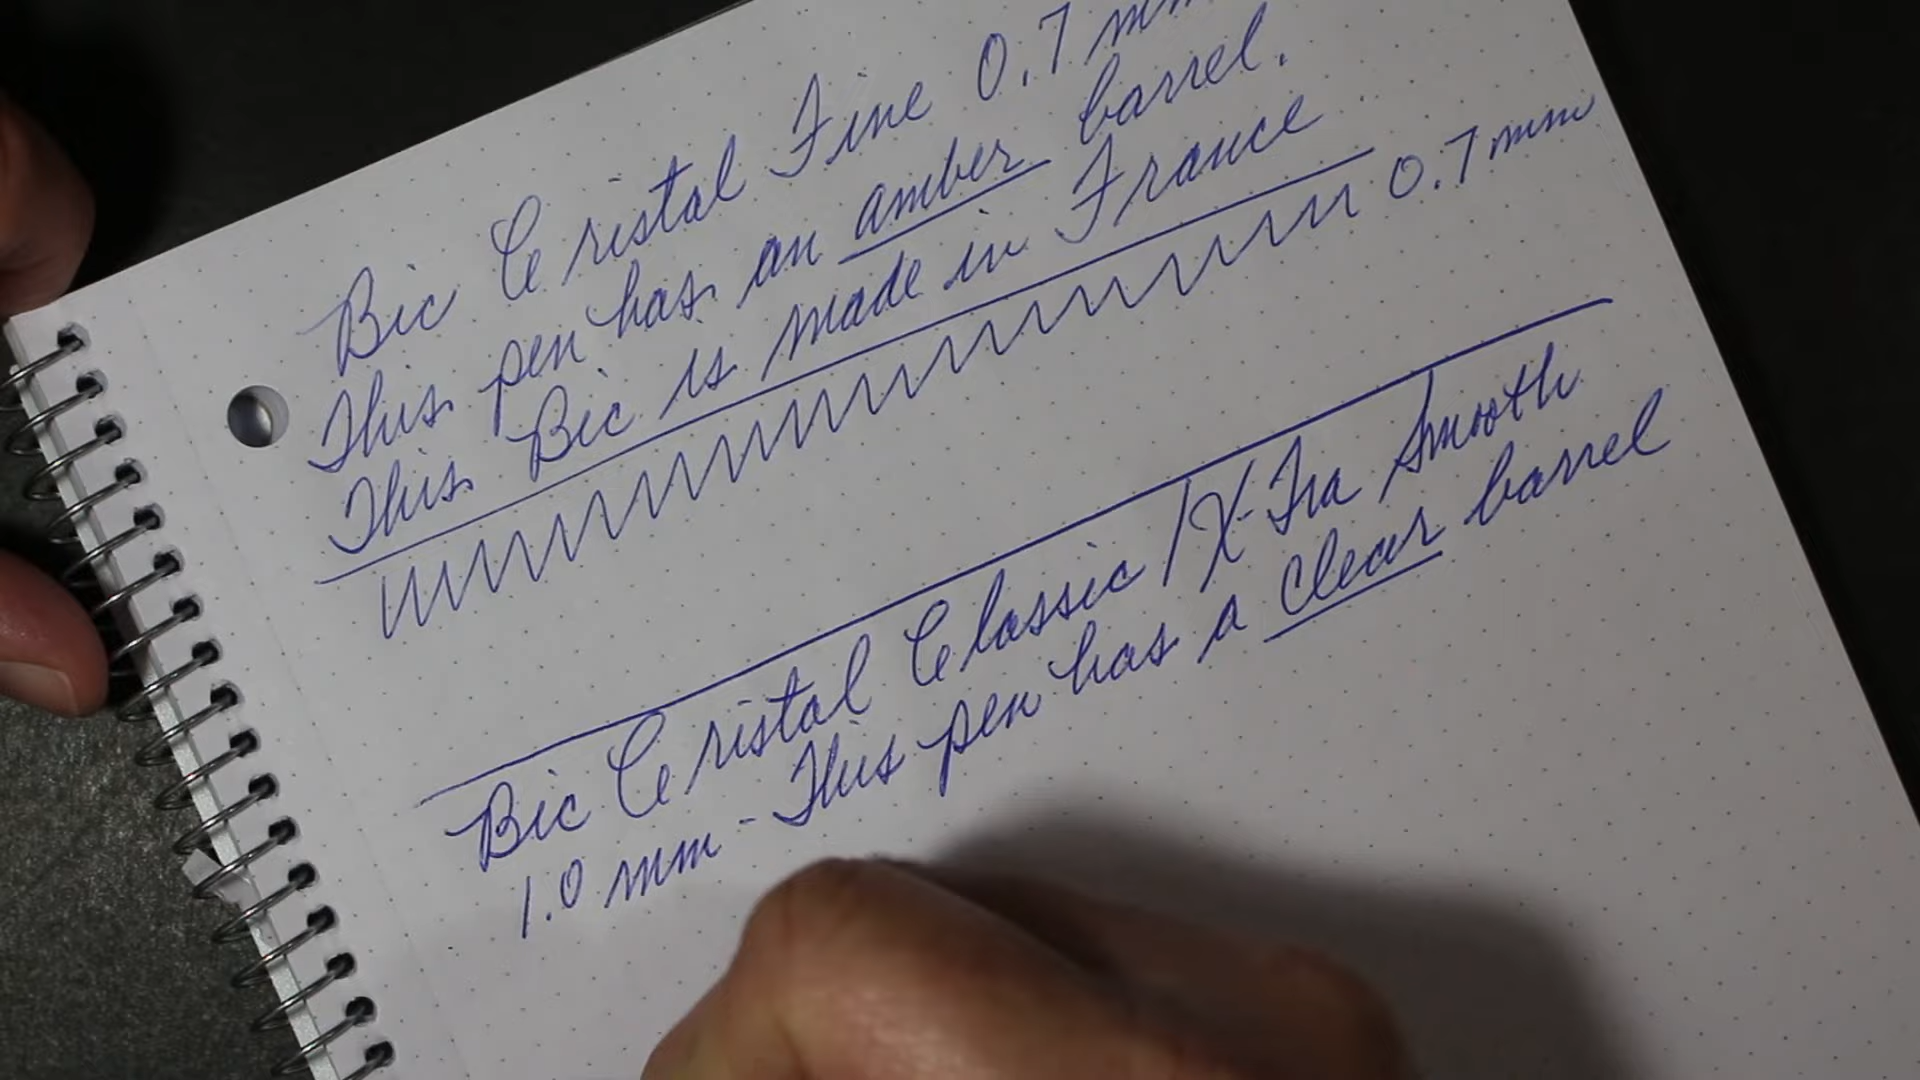 Bic Cristal Fine 0.7 mm
This pen has an amber barrel.
This Bic is made in France
0.7 mm
Bic Cristal Classic / X-Tra Smooth
1.0 mm - This pen has a clear barrel